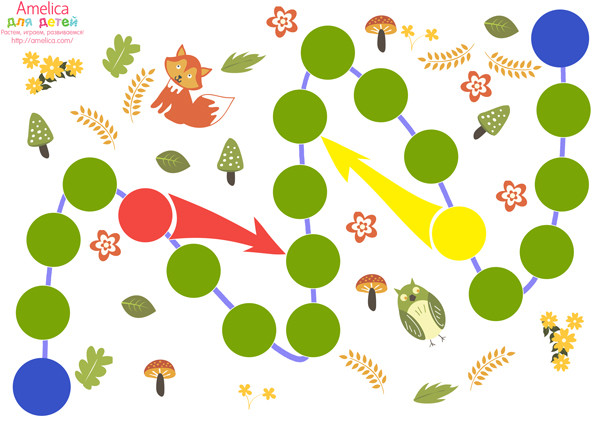 Amelica
для детей
Растем, играем, развиваемся!
http://amelica.com/